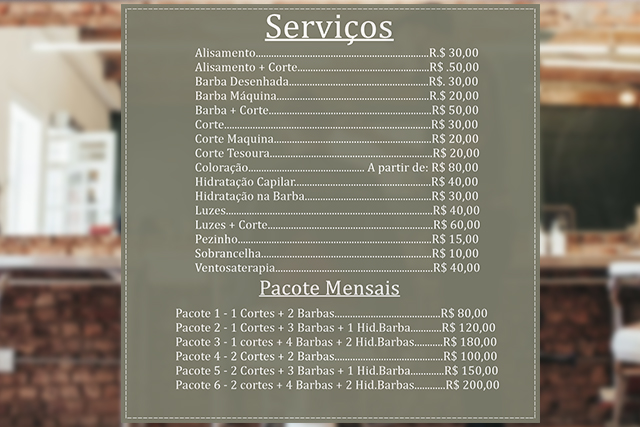 Serviços
Alisamento................................................................R.$ 30,00
Alisamento + Corte................................................R$ .50,00
Barba Desenhada...................................................R$. 30,00
Barba Máquina........................................................R.$ 20,00
Barba + Corte...........................................................R$ 50,00
Corte............................................................................R$ 30,00
Corte Maquina..........................................................R$ 20,00
Corte Tesoura............................................................R$ 20,00
Coloração........................................... A partir de: R$ 80,00
Hidratação Capilar..................................................R$ 40,00
Hidratação na Barba...............................................R$ 30,00
Luzes............................................................................R$ 40,00
Luzes + Corte.............................................................R$ 60,00
Pezinho........................................................................R$ 15,00
Sobrancelha...............................................................R$ 10,00
Ventosaterapia..........................................................R$ 40,00
Pacote Mensais
Pacote 1 - 1 Cortes + 2 Barbas.......................................R$ 80,00
Pacote 2 - 1 Cortes + 3 Barbas + 1 Hid.Barba...........R$ 120,00
Pacote 3 - 1 cortes + 4 Barbas + 2 Hid.Barbas..........R$ 180,00
Pacote 4 - 2 Cortes + 2 Barbas........................................R$ 100,00
Pacote 5 - 2 Cortes + 3 Barbas + 1 Hid.Barba............R$ 150,00
Pacote 6 - 2 cortes + 4 Barbas + 2 Hid.Barbas...........R$ 200,00